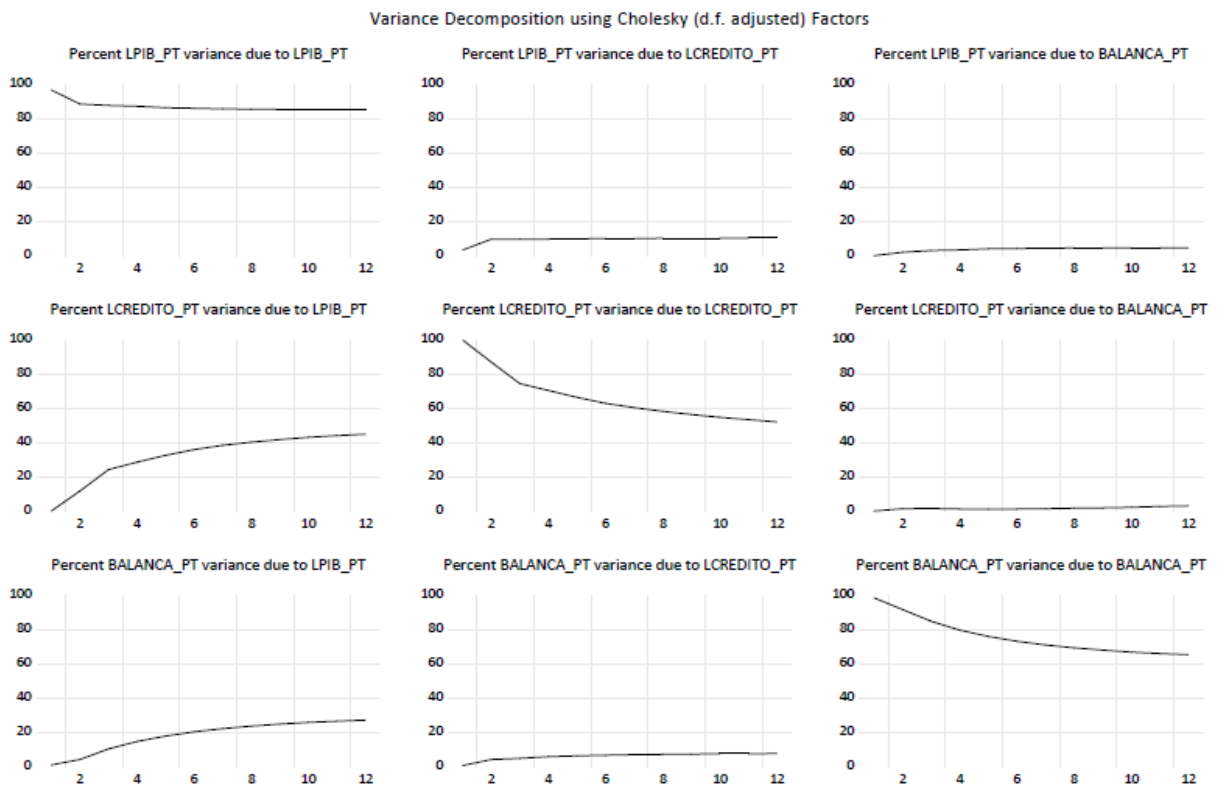 Variance Decomposition using Cholesky (d.f. adjusted) Factors
Percent LPIB_PT variance due to LPIB_PT
100
80
60
40
20
0
2 4 6 8 10 12
Percent LPIB_PT variance due to LCREDITO_PT
100
80
60
40
20
0
2 4 6 8 10 12
Percent LPIB_PT variance due to BALANCA_PT
100
80
60
40
20
0
2 4 6 8 10 12
Percent LCREDITO_PT variance due to LPIB_PT
100
80
60
40
20
0
2 4 6 8 10 12
Percent LCREDITO_PT variance due to LCREDITO_PT
100
80
60
40
20
0
2 4 6 8 10 12
Percent LCREDITO_PT variance due to BALANCA_PT
100
80
60
40
20
0
2 4 6 8 10 12
Percent BALANCA_PT variance due to LPIB_PT
100
80
60
40
20
0
2 4 6 8 10 12
Percent BALANCA_PT variance due to LCREDITO_PT
100
80
60
40
20
0
2 4 6 8 10 12
Percent BALANCA_PT variance due to BALANCA_PT
100
80
60
40
20
0
2 4 6 8 10 12